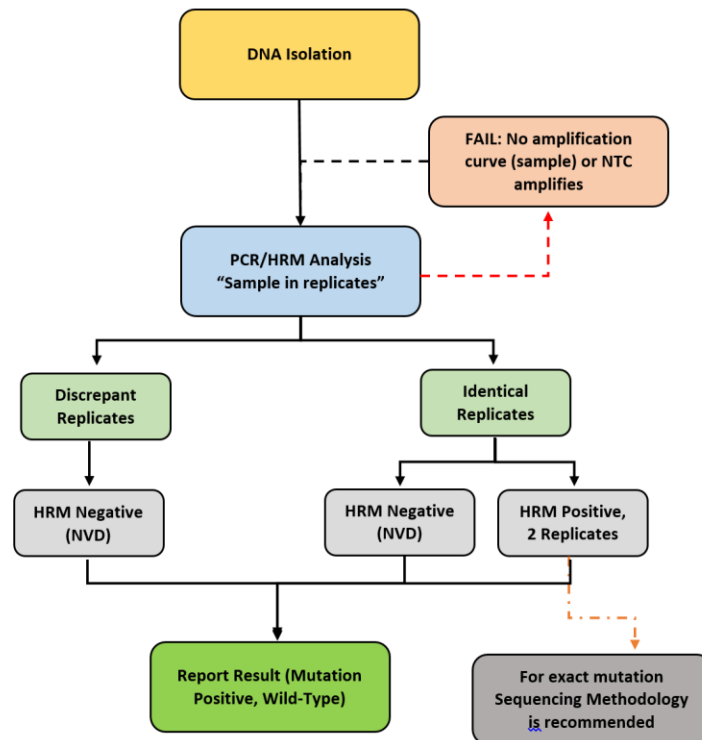 DNA Isolation
FAIL: No amplification
curve (sample) or NTC
amplifies
PCR/HRM Analysis
“Sample in replicates”
Discrepant
Replicates
Identical
Replicates
HRM Negative
(NVD)
HRM Negative
(NVD)
HRM Positive,
2 Replicates
Report Result (Mutation
Positive, Wild-Type)
For exact mutation
Sequencing Methodology
is recommended